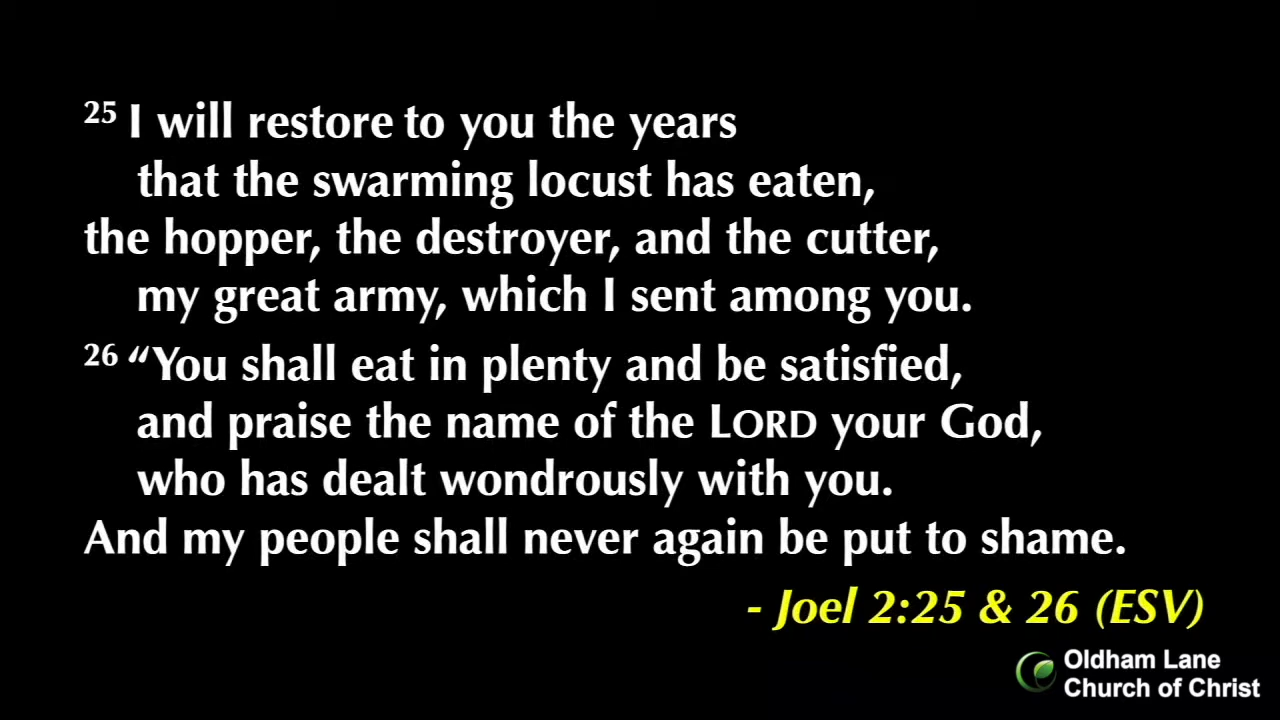 25 I will restore to you the years
that the swarming locust has eaten,
the hopper, the destroyer, and the cutter,
my great army, which I sent among you.
26 “You shall eat in plenty and be satisfied,
and praise the name of the LORD your God,
who has dealt wondrously with you.
And my people shall never again be put to shame.
- Joel 2:25 & 26 (ESV)
Oldham Lane
Church of Christ